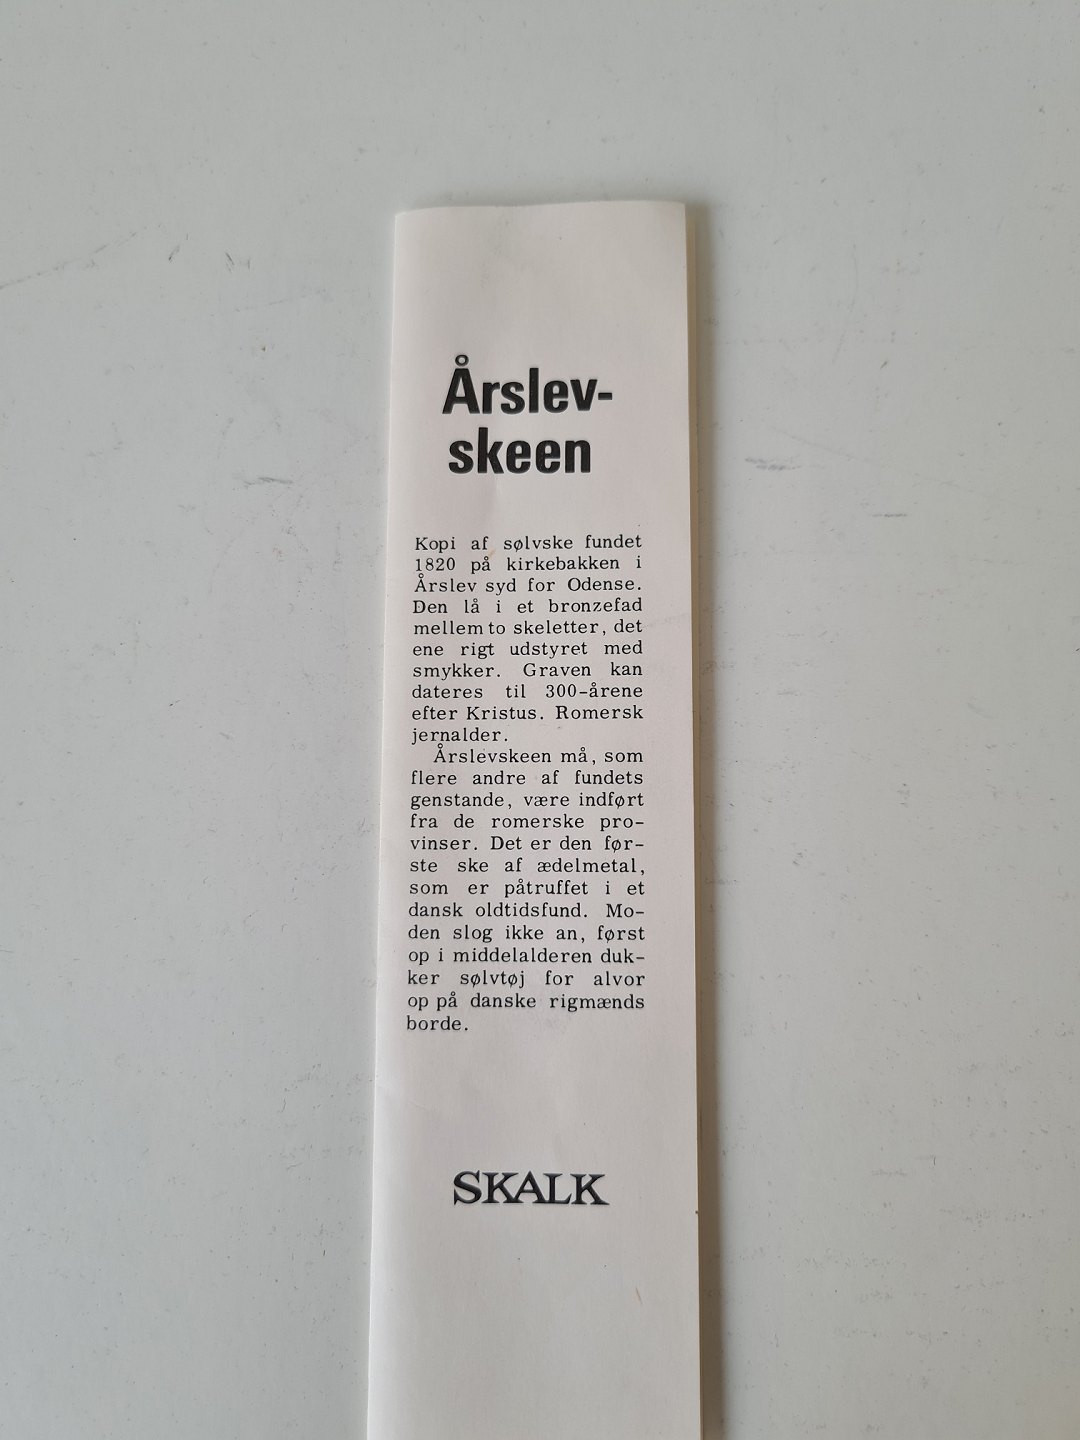 Årslev-
skeen
Kopi af sølvske fundet
1820 på kirkebakken i
Årslev syd for Odense.
Den lå i et bronzefad
mellem to skeletter, det
ene rigt udstyret med
smykker. Graven kan
dateres til 300-årene
efter Kristus. Romersk
jernalder.
Årslevskeen må, som
flere andre af fundets
genstande, være indført
fra de romerske pro-
vinser. Det er den før-
ste ske af ædelmetal,
som er påtruffet i et
dansk oldtidsfund. Mo-
den slog ikke an, først
op i middelalderen duk-
ker sølvtøj for alvor
op på danske rigmænds
borde.
SKALK